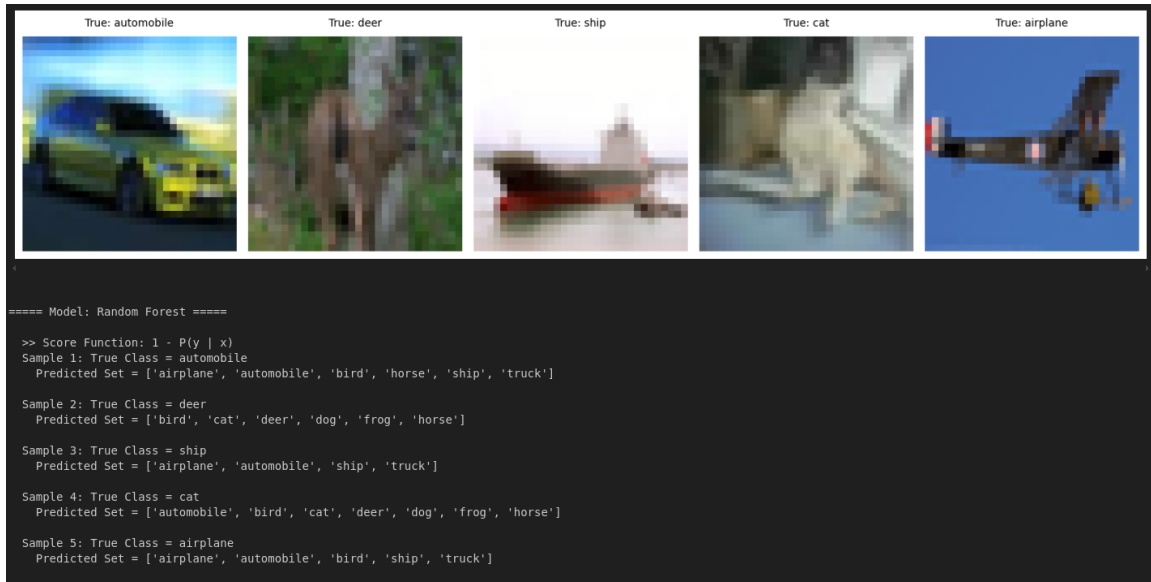 True: automobile True: deer True: ship True: cat True: airplane
===== Model: Random Forest =====
>> Score Function: 1 - P(y | x)
Sample 1: True Class = automobile
Predicted Set = ['airplane', 'automobile', 'bird', 'horse', 'ship', 'truck']
Sample 2: True Class = deer
Predicted Set = ['bird', 'cat', 'deer', 'dog', 'frog', 'horse']
Sample 3: True Class = ship
Predicted Set = ['airplane', 'automobile', 'ship', 'truck']
Sample 4: True Class = cat
Predicted Set = ['automobile', 'bird', 'cat', 'deer', 'dog', 'frog', 'horse']
Sample 5: True Class = airplane
Predicted Set = ['airplane', 'automobile', 'bird', 'ship', 'truck']